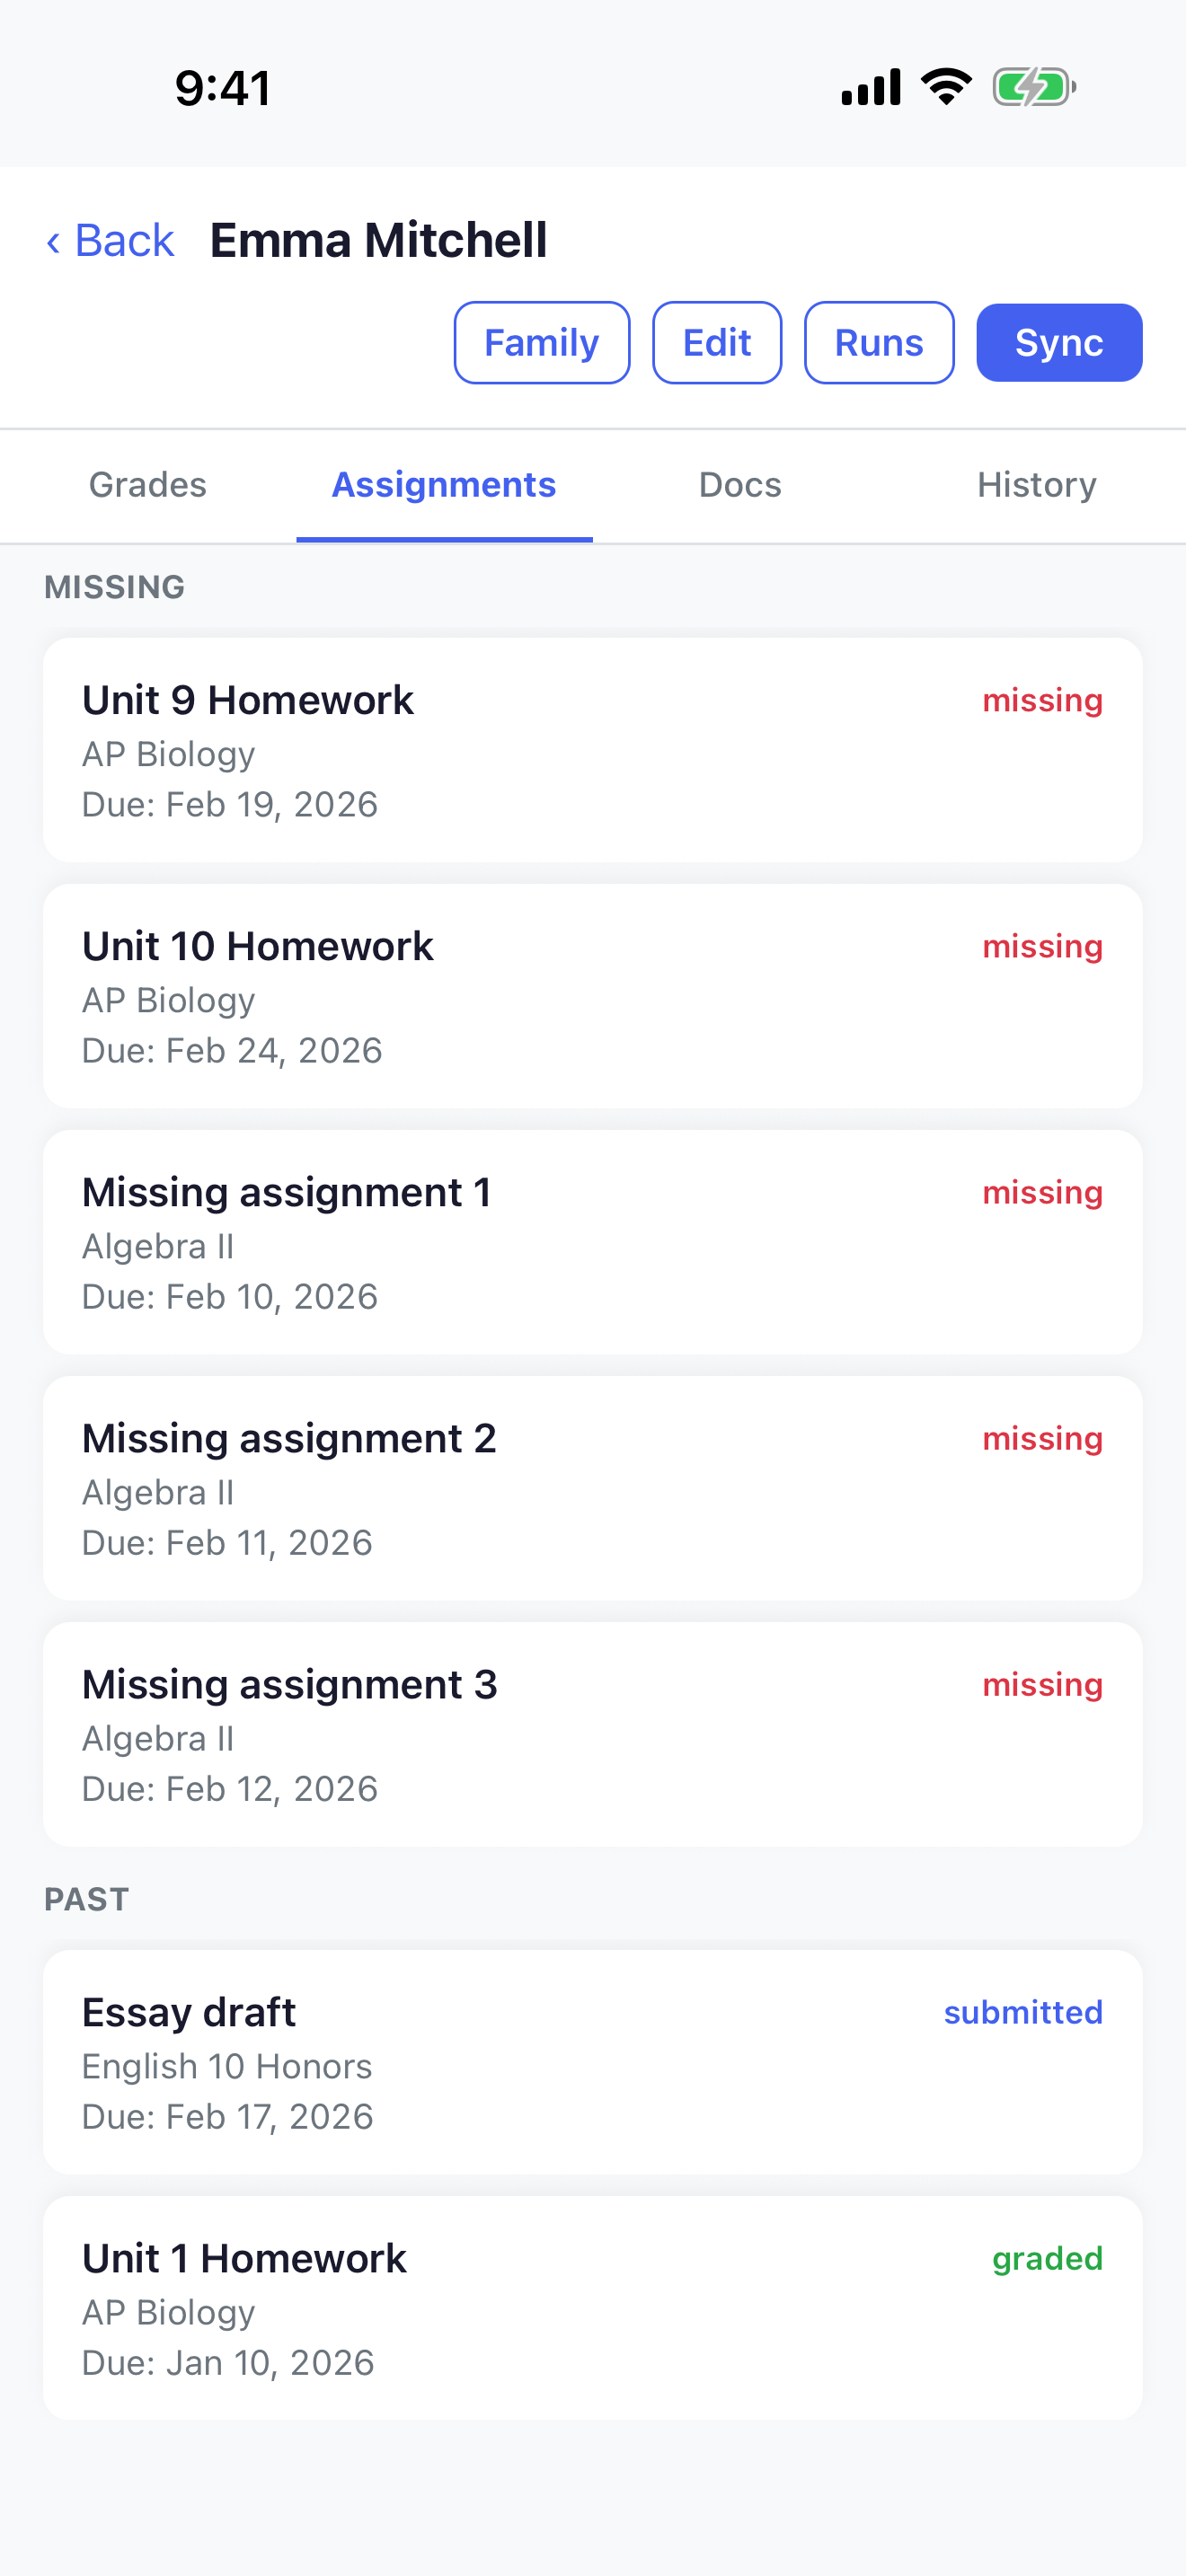 9:41
‹ Back Emma Mitchell
Family Edit Runs Sync
Grades Assignments Docs History
MISSING
Unit 9 Homework missing
AP Biology
Due: Feb 19, 2026
Unit 10 Homework missing
AP Biology
Due: Feb 24, 2026
Missing assignment 1 missing
Algebra II
Due: Feb 10, 2026
Missing assignment 2 missing
Algebra II
Due: Feb 11, 2026
Missing assignment 3 missing
Algebra II
Due: Feb 12, 2026
PAST
Essay draft submitted
English 10 Honors
Due: Feb 17, 2026
Unit 1 Homework graded
AP Biology
Due: Jan 10, 2026